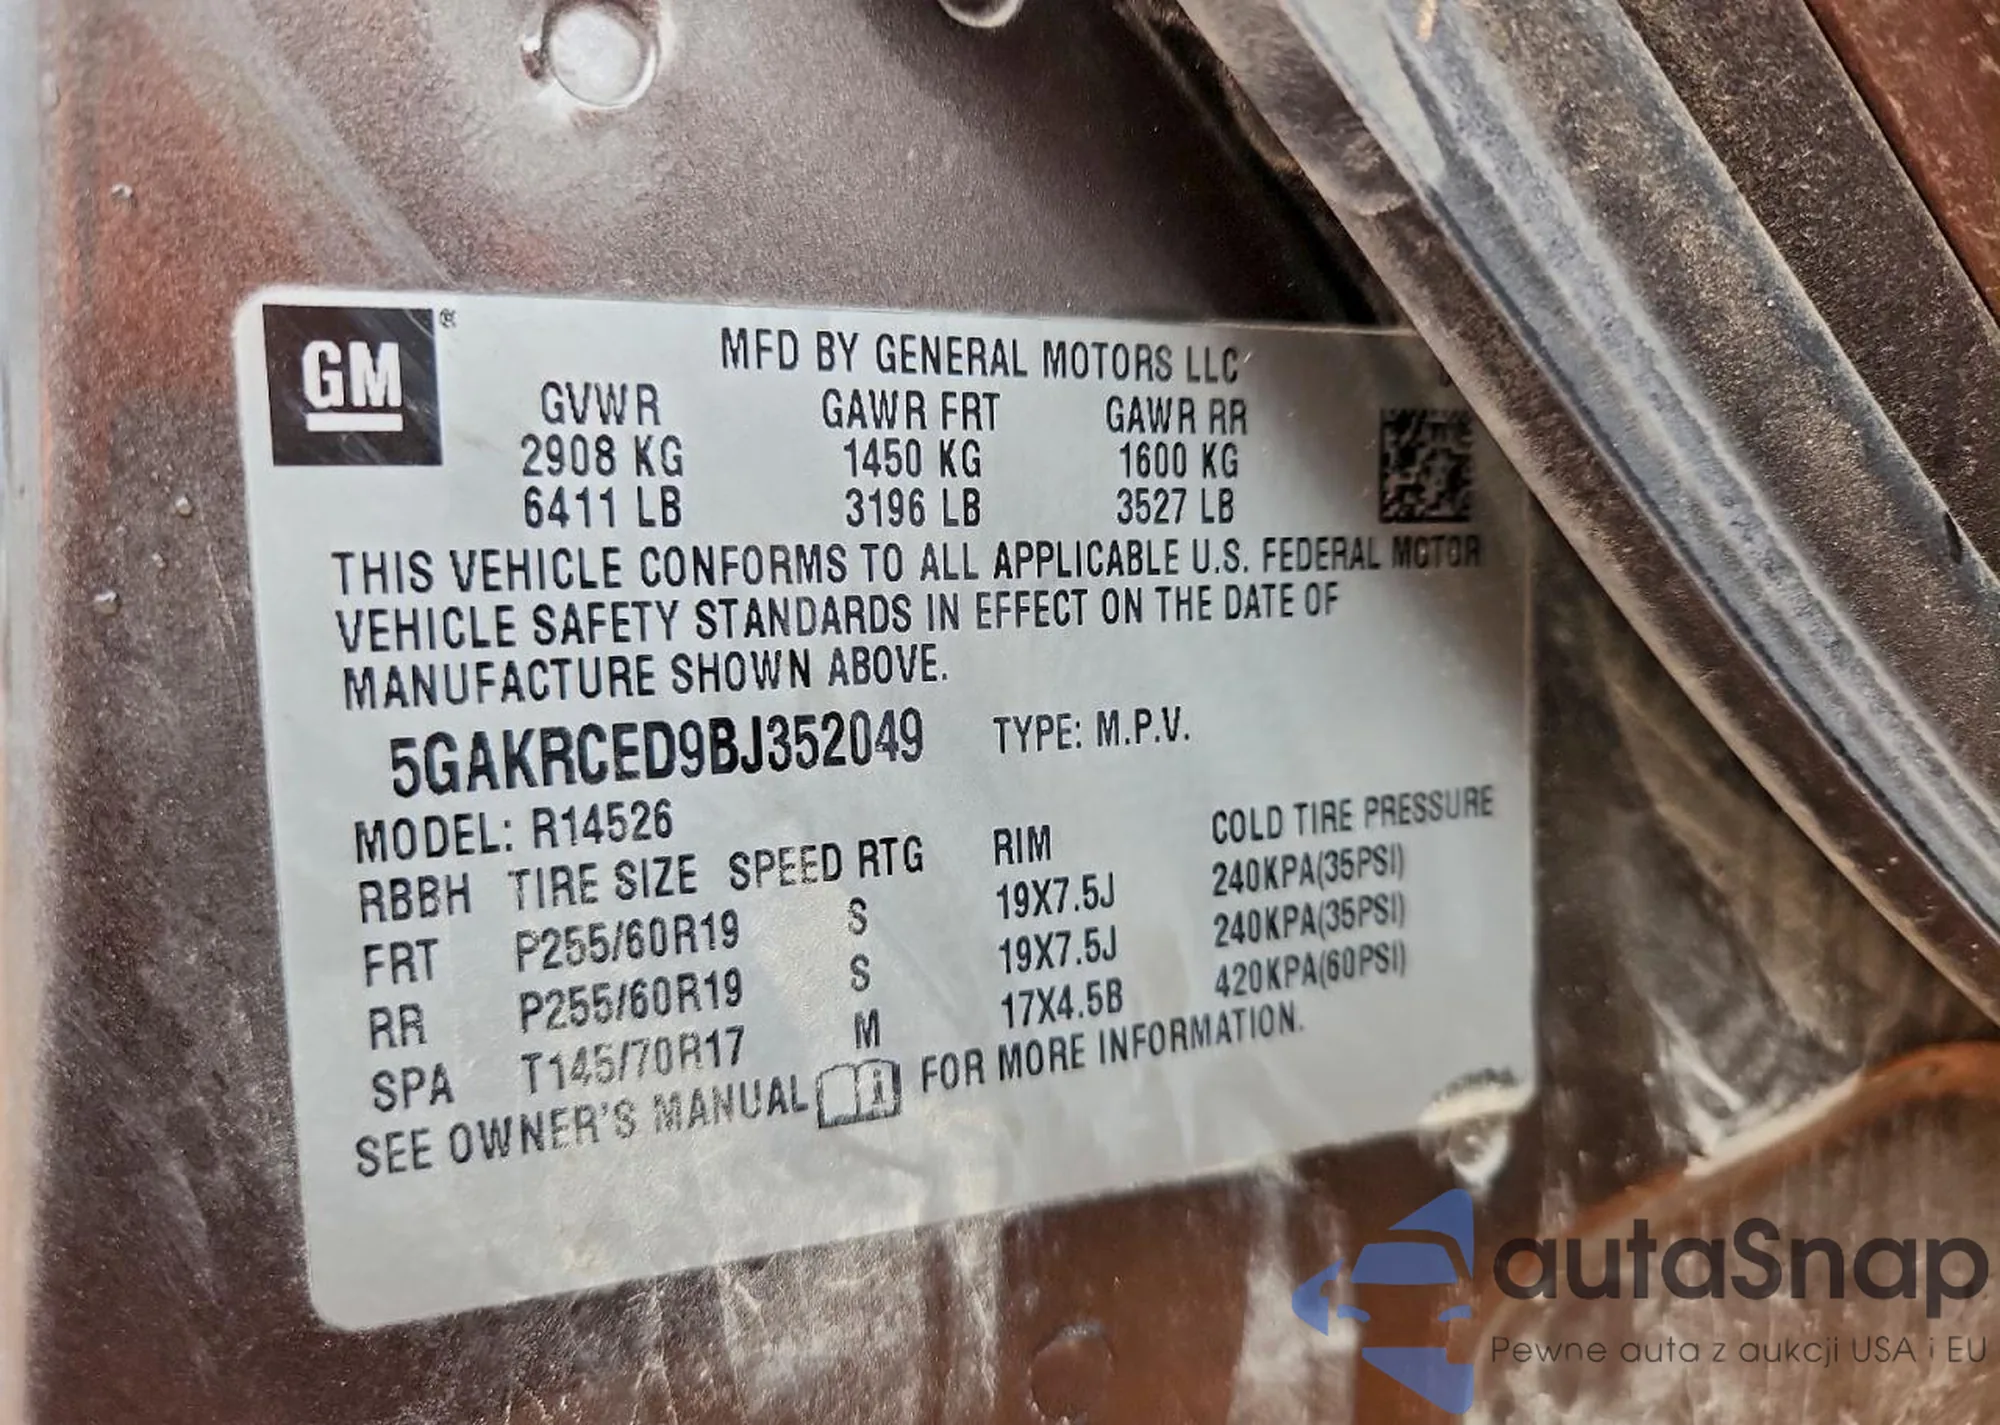 GM®
MFD BY GENERAL MOTORS LLC
GVWR GAWR FRT GAWR RR
2908 KG 1450 KG 1600 KG
6411 LB 3196 LB 3527 LB
THIS VEHICLE CONFORMS TO ALL APPLICABLE U.S. FEDERAL MOTOR
VEHICLE SAFETY STANDARDS IN EFFECT ON THE DATE OF
MANUFACTURE SHOWN ABOVE.
5GAKRCED9BJ352049 TYPE: M.P.V.
MODEL: R14526
RBBH TIRE SIZE SPEED RTG RIM COLD TIRE PRESSURE
FRT P255/60R19 S 19X7.5J 240KPA(35PSI)
RR P255/60R19 S 19X7.5J 240KPA(35PSI)
SPA T145/70R17 M 17X4.5B 420KPA(60PSI)
SEE OWNER'S MANUAL i FOR MORE INFORMATION.
autaSnap
Pewne auta z aukcji USA i EU